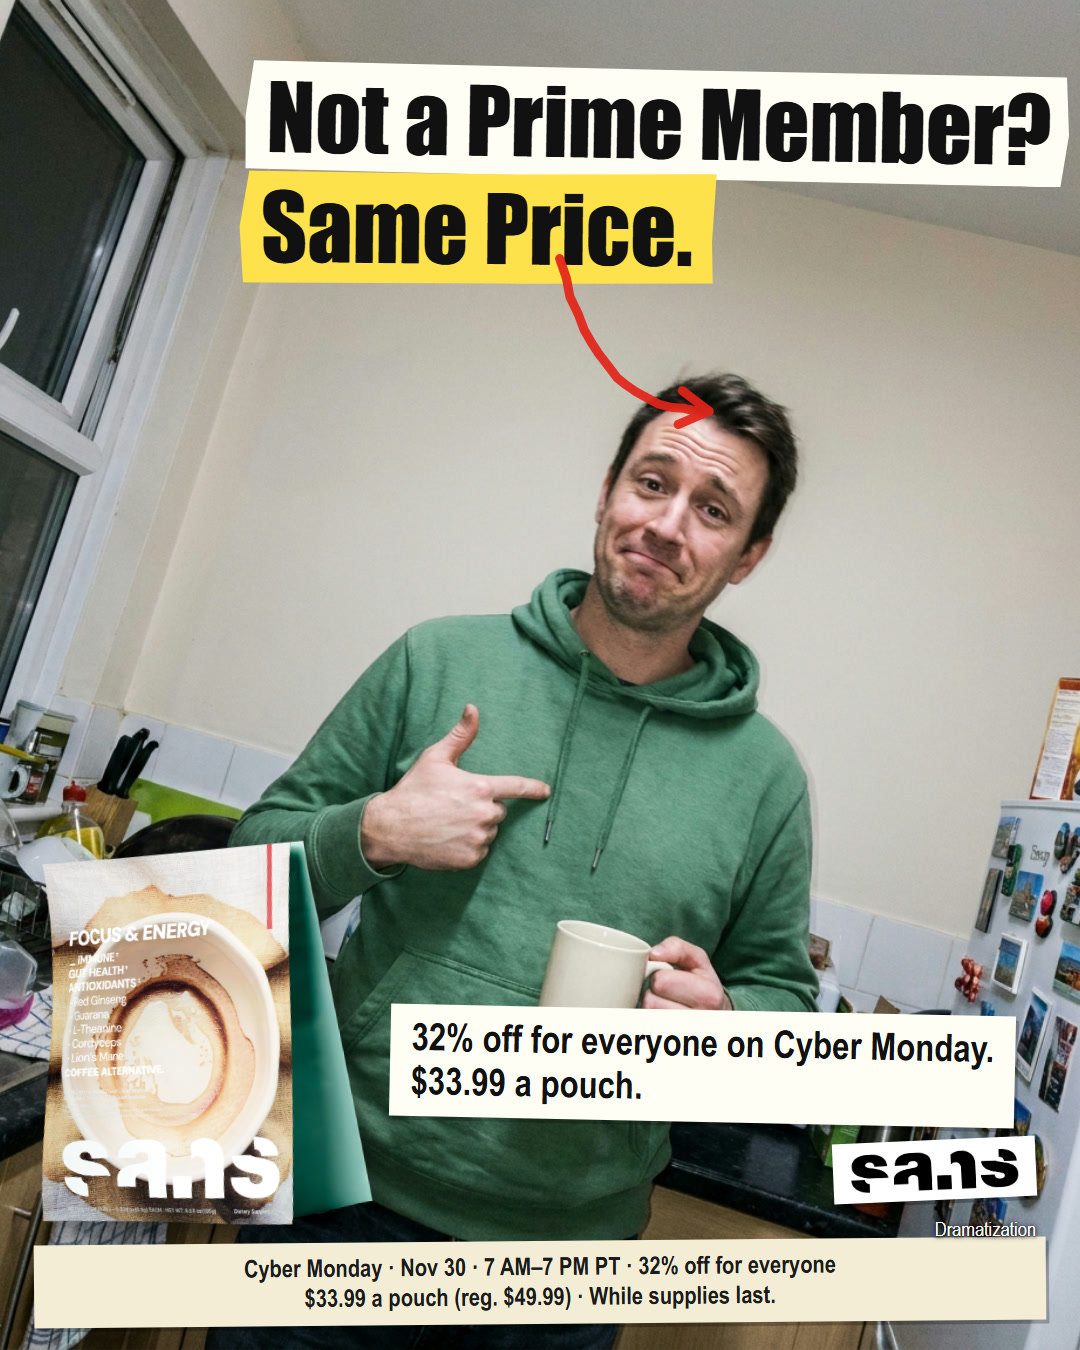 Not a Prime Member?
Same Price.
FOCUS & ENERGY
IMMUNE+
GUT HEALTH+
ANTIOXIDANTS+
Red Ginseng
Guarana
L-Theanine
Cordyceps
Lion's Mane
COFFEE ALTERNATIVE.
sans
32% off for everyone on Cyber Monday.
$33.99 a pouch.
sans
Dramatization
Cyber Monday · Nov 30 · 7 AM–7 PM PT · 32% off for everyone
$33.99 a pouch (reg. $49.99) · While supplies last.